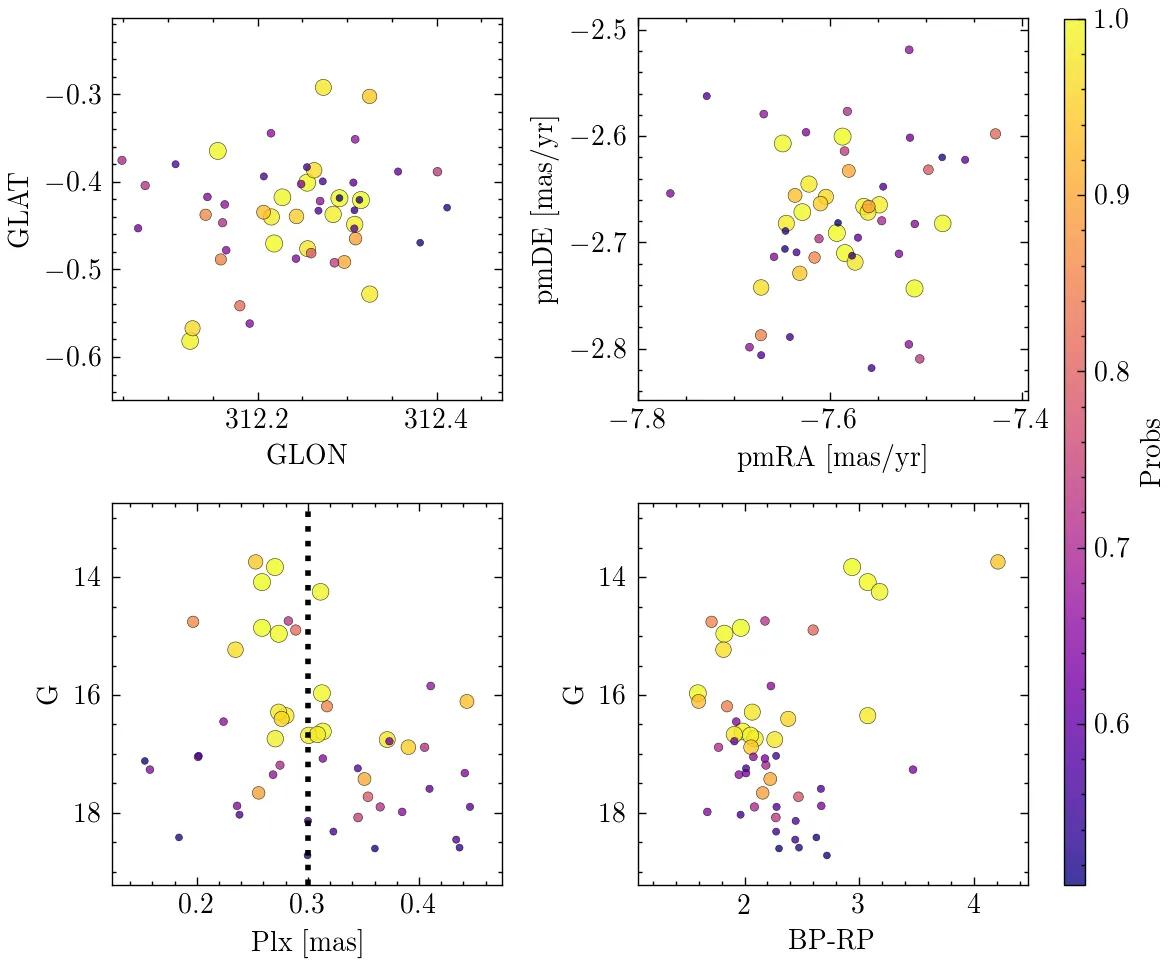 −0.3
−0.4
−0.5
−0.6
GLAT
312.2 312.4
GLON
−2.5
−2.6
−2.7
−2.8
pmDE [mas/yr]
−7.8 −7.6 −7.4
pmRA [mas/yr]
14
16
18
G
0.2 0.3 0.4
Plx [mas]
14
16
18
G
2 3 4
BP-RP
1.0
0.9
0.8
0.7
0.6
Probs